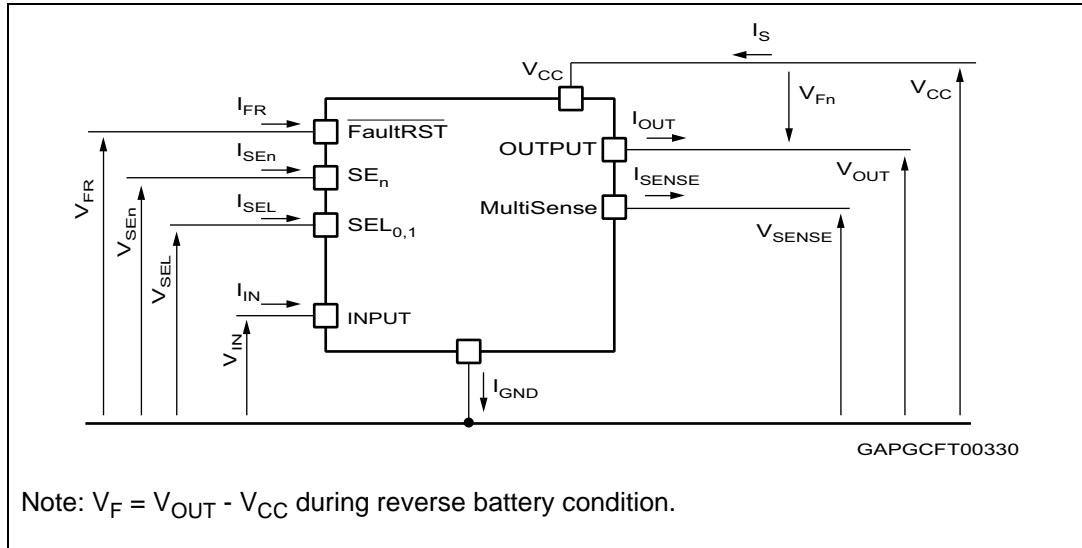 I_S
V_CC
V_Fn
V_CC
I_FR
FaultRST
I_OUT
OUTPUT
I_SEn
SE_n
I_SENSE
MultiSense
V_OUT
V_FR
V_SEn
I_SEL
SEL_0,1
V_SENSE
V_SEL
I_IN
INPUT
V_IN
I_GND
GAPGCFT00330
Note: V_F = V_OUT - V_CC during reverse battery condition.